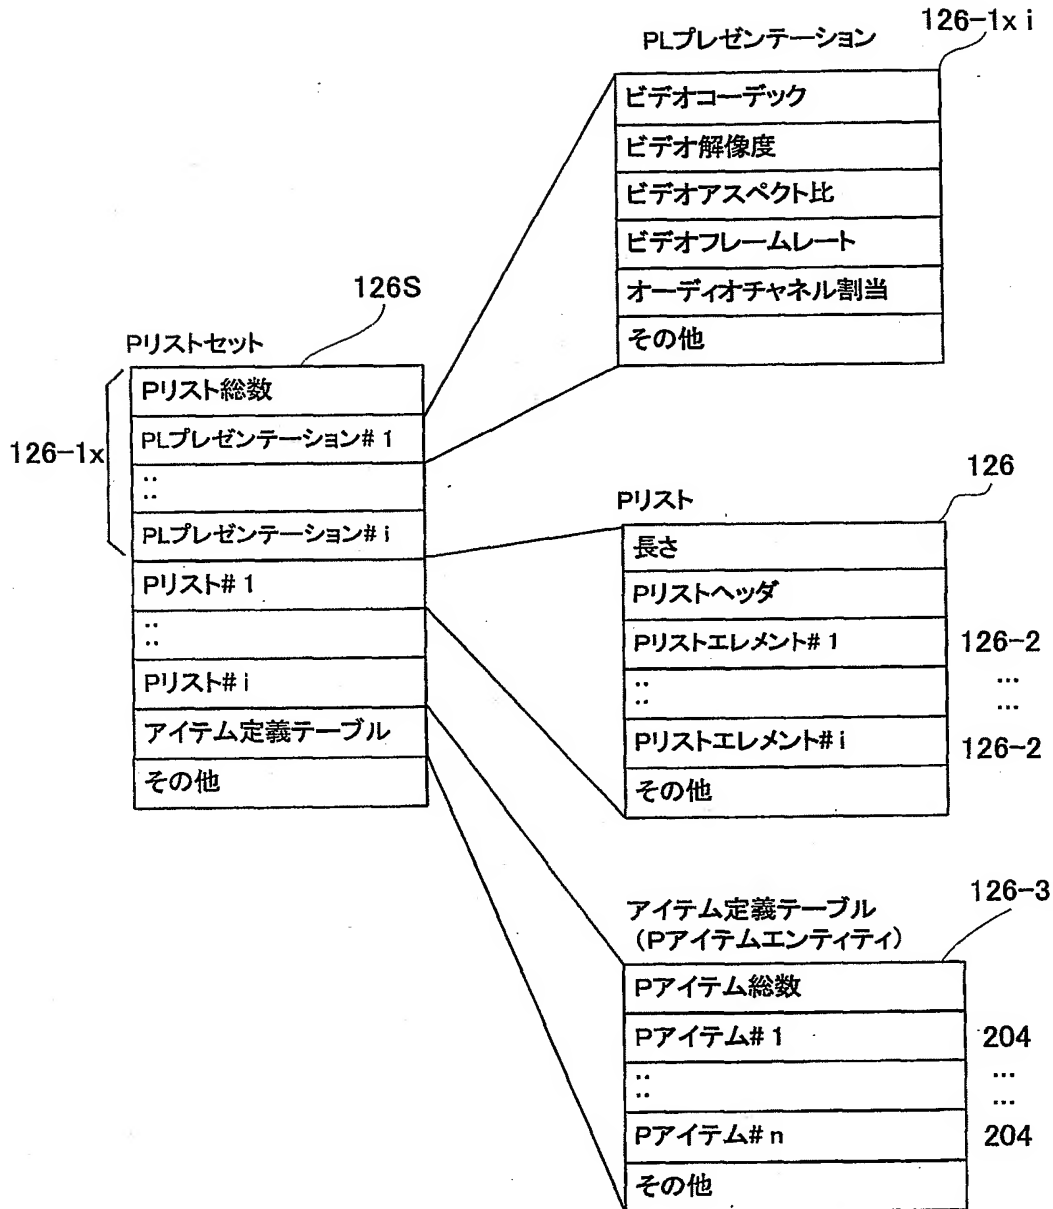 126-1x i
PLプレゼンテーション
ビデオコーデック
ビデオ解像度
ビデオアスペクト比
ビデオフレームレート
オーディオチャネル割当
その他
126S
Pリストセット
Pリスト総数
PLプレゼンテーション#1
::
PLプレゼンテーション#i
126-1x
Pリスト#1
::
Pリスト#i
アイテム定義テーブル
その他
126
Pリスト
長さ
Pリストヘッダ
Pリストエレメント#1 126-2
:: …
…
Pリストエレメント#i 126-2
その他
126-3
アイテム定義テーブル
(Pアイテムエンティティ)
Pアイテム総数
Pアイテム#1 204
:: …
…
Pアイテム#n 204
その他